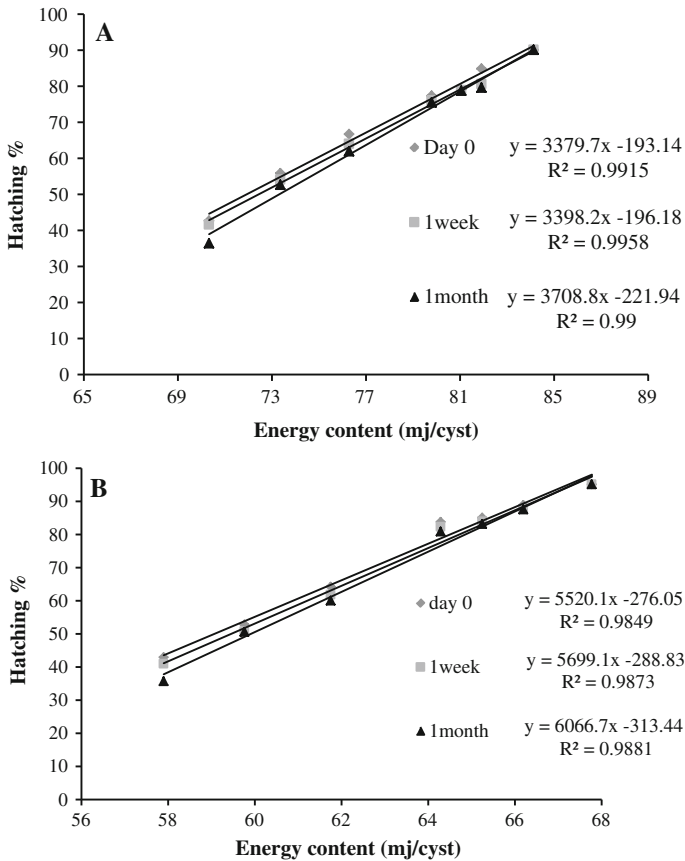 A
100
90
80
70
60
50
40
30
20
10
0
Hatching %
Day 0 y = 3379.7x -193.14
R² = 0.9915
1week y = 3398.2x -196.18
R² = 0.9958
1month y = 3708.8x -221.94
R² = 0.99
65 69 73 77 81 85 89
Energy content (mj/cyst)
B
100
90
80
70
60
50
40
30
20
10
0
Hatching %
day 0 y = 5520.1x -276.05
R² = 0.9849
1week y = 5699.1x -288.83
R² = 0.9873
1month y = 6066.7x -313.44
R² = 0.9881
56 58 60 62 64 66 68
Energy content (mj/cyst)